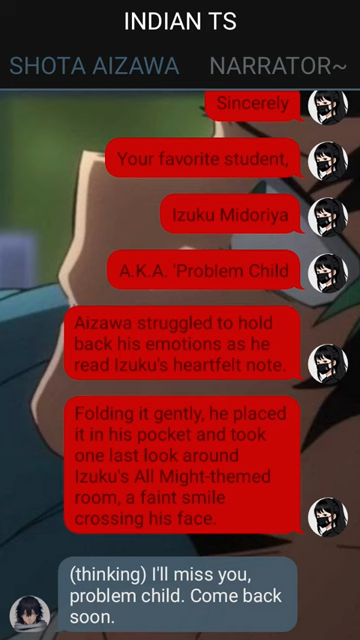 INDIAN TS
SHOTA AIZAWA NARRATOR~
Sincerely
Your favorite student,
Izuku Midoriya
A.K.A. 'Problem Child
Aizawa struggled to hold
back his emotions as he
read Izuku's heartfelt note.
Folding it gently, he placed
it in his pocket and took
one last look around
Izuku's All Might-themed
room, a faint smile
crossing his face.
(thinking) I'll miss you,
problem child. Come back
soon.